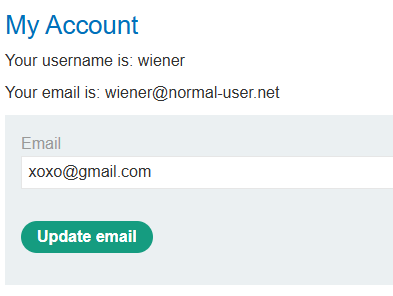 My Account
Your username is: wiener
Your email is: wiener@normal-user.net
Email
xoxo@gmail.com
Update email